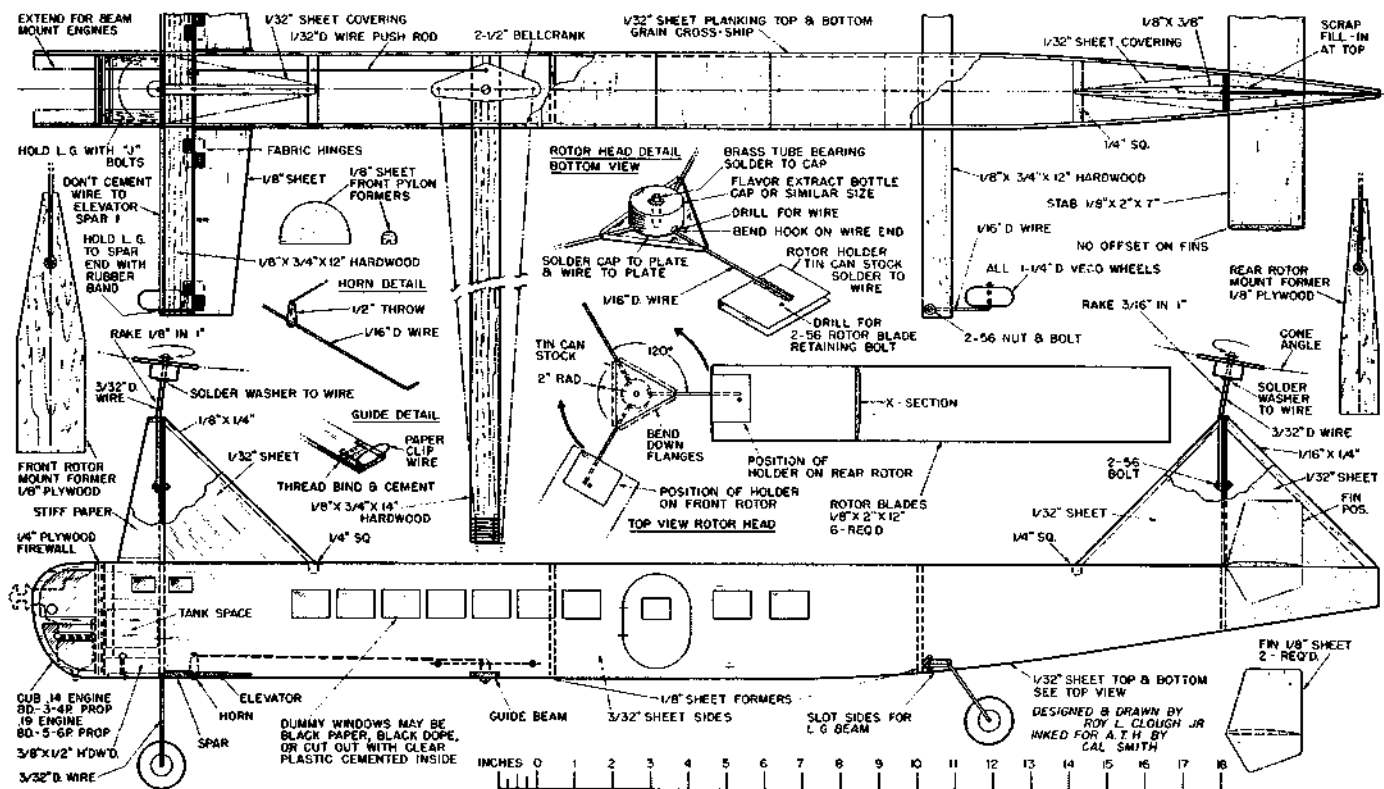 EXTEND FOR BEAM
MOUNT ENGINES
1/32" SHEET COVERING
1/32"D WIRE PUSH ROD
2-1/2" BELLCRANK
1/32" SHEET PLANKING TOP & BOTTOM
GRAIN CROSS-SHIP
1/8"X 3/8"
1/32" SHEET COVERING
SCRAP
FILL-IN
AT TOP
HOLD L.G. WITH "J"
BOLTS
DON'T CEMENT
WIRE TO
ELEVATOR
SPAR !
HOLD L.G.
TO SPAR
END WITH
RUBBER
BAND
FABRIC HINGES
1/8" SHEET
1/8" SHEET
FRONT PYLON
FORMERS
1/8"X 3/4"X 12" HARDWOOD
HORN DETAIL
1/2" THROW
1/16" D WIRE
ROTOR HEAD DETAIL
BOTTOM VIEW
BRASS TUBE BEARING
SOLDER TO CAP
FLAVOR EXTRACT BOTTLE
CAP OR SIMILAR SIZE
DRILL FOR WIRE
BEND HOOK ON WIRE END
SOLDER CAP TO PLATE
& WIRE TO PLATE
ROTOR HOLDER
TIN CAN STOCK
SOLDER TO
WIRE
1/16"D. WIRE
DRILL FOR
2-56 ROTOR BLADE
RETAINING BOLT
1/4" SQ.
1/8"X 3/4"X 12" HARDWOOD
STAB 1/8"X 2"X 7"
1/16" D WIRE
NO OFFSET ON FINS
ALL 1-1/4" D VECO WHEELS
2-56 NUT & BOLT
REAR ROTOR
MOUNT FORMER
1/8" PLYWOOD
RAKE 3/16" IN 1"
CONE
ANGLE
SOLDER
WASHER
TO WIRE
3/32" D WIRE
1/16"X 1/4"
1/32" SHEET
FIN
POS.
2-56
BOLT
1/32" SHEET
1/4" SQ.
RAKE 1/8" IN 1"
3/32"D.
WIRE
SOLDER WASHER TO WIRE
1/8"X 1/4"
1/32" SHEET
GUIDE DETAIL
PAPER
CLIP
WIRE
THREAD BIND & CEMENT
1/8"X 3/4"X 14"
HARDWOOD
TIN CAN
STOCK
2" RAD
120°
BEND
DOWN
FLANGES
X-SECTION
POSITION OF
HOLDER ON REAR ROTOR
POSITION OF HOLDER
ON FRONT ROTOR
TOP VIEW ROTOR HEAD
ROTOR BLADES
1/8"X 2"X 12"
6-REQ'D
FRONT ROTOR
MOUNT FORMER
1/8" PLYWOOD
STIFF PAPER
1/4" PLYWOOD
FIREWALL
1/4" SQ
TANK SPACE
CUB .14 ENGINE
8D.-3-4P. PROP
.19 ENGINE
8D.-5-6P. PROP
3/8"X 1/2" H'DW'D.
3/32"D. WIRE
ELEVATOR
HORN
SPAR
DUMMY WINDOWS MAY BE
BLACK PAPER, BLACK DOPE,
OR CUT OUT WITH CLEAR
PLASTIC CEMENTED INSIDE
GUIDE BEAM
1/8" SHEET FORMERS
3/32" SHEET SIDES
SLOT SIDES FOR
L G BEAM
1/32" SHEET TOP & BOTTOM
SEE TOP VIEW
DESIGNED & DRAWN BY
ROY L. CLOUGH JR
INKED FOR A.T.H BY
CAL SMITH
FIN 1/8" SHEET
2-REQ'D.
INCHES 0 1 2 3 4 5 6 7 8 9 10 11 12 13 14 15 16 17 18